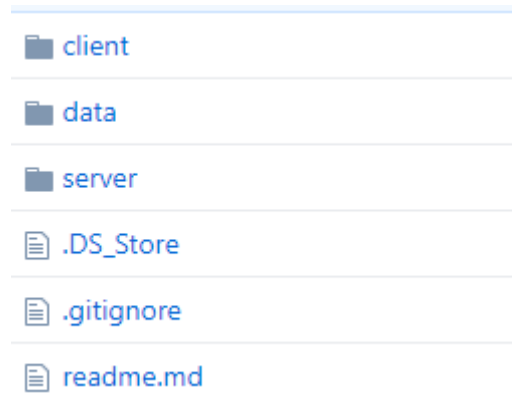 client
data
server
.DS_Store
.gitignore
readme.md